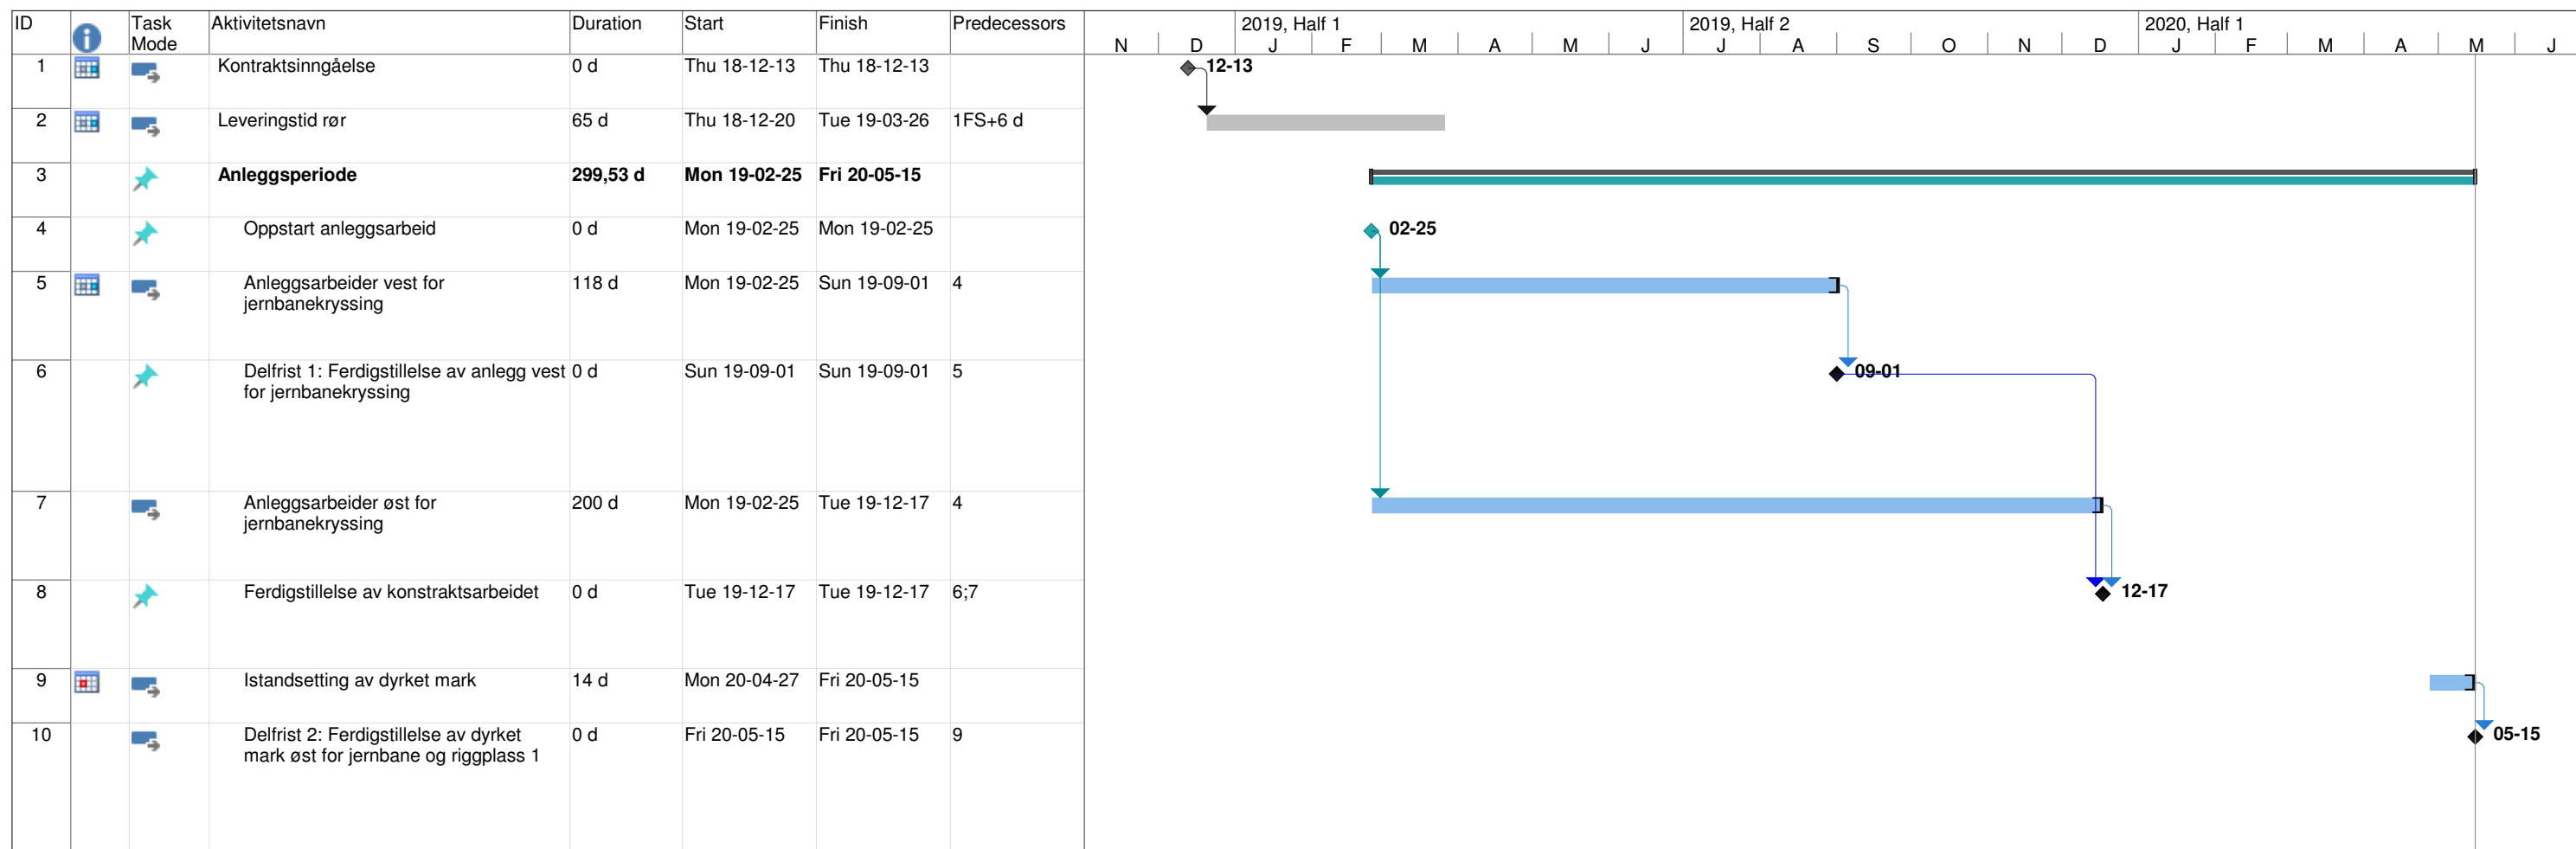 ID Task Aktivitetsnavn Duration Start Finish Predecessors 2019, Half 1 2019, Half 2 2020, Half 1
Mode N D J F M A M J J A S O N D J F M A M J
1 Kontraktsinngåelse 0 d Thu 18-12-13 Thu 18-12-13 12-13
2 Leveringstid rør 65 d Thu 18-12-20 Tue 19-03-26 1FS+6 d
3 Anleggsperiode 299,53 d Mon 19-02-25 Fri 20-05-15
4 Oppstart anleggsarbeid 0 d Mon 19-02-25 Mon 19-02-25 02-25
5 Anleggsarbeider vest for 118 d Mon 19-02-25 Sun 19-09-01 4
jernbanekryssing
6 Delfrist 1: Ferdigstillelse av anlegg vest 0 d Sun 19-09-01 Sun 19-09-01 5 09-01
for jernbanekryssing
7 Anleggsarbeider øst for 200 d Mon 19-02-25 Tue 19-12-17 4
jernbanekryssing
8 Ferdigstillelse av konstraktsarbeidet 0 d Tue 19-12-17 Tue 19-12-17 6;7 12-17
9 Istandsetting av dyrket mark 14 d Mon 20-04-27 Fri 20-05-15
10 Delfrist 2: Ferdigstillelse av dyrket 0 d Fri 20-05-15 Fri 20-05-15 9 05-15
mark øst for jernbane og riggplass 1